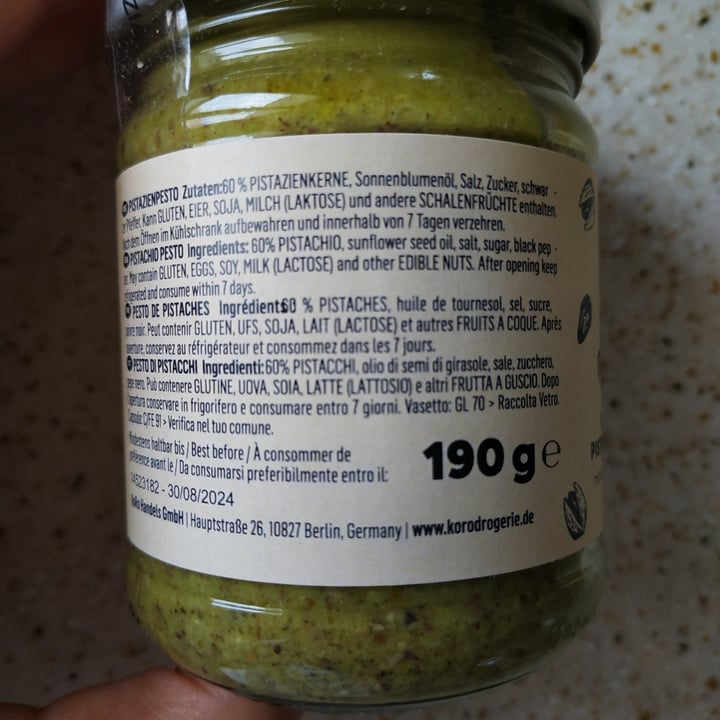 PISTAZIENPESTO Zutaten:60 % PISTAZIENKERNE, Sonnenblumenöl, Salz, Zucker, schwar -
er Pfeffer. Kann GLUTEN, EIER, SOJA, MILCH (LAKTOSE) und andere SCHALENFRÜCHTE enthalten.
Nach dem Öffnen im Kühlschrank aufbewahren und innerhalb von 7 Tagen verzehren.
PISTACHIO PESTO Ingredients: 60% PISTACHIO, sunflower seed oil, salt, sugar, black pep -
er. May contain GLUTEN, EGGS, SOY, MILK (LACTOSE) and other EDIBLE NUTS. After opening keep
refrigerated and consume within 7 days.
PESTO DE PISTACHES Ingrédients:60 % PISTACHES, huile de tournesol, sel, sucre,
poivre noir. Peut contenir GLUTEN, UFS, SOJA, LAIT (LACTOSE) et autres FRUITS A COQUE. Après
ouverture, conservez au réfrigérateur et consommez dans les 7 jours.
PESTO DI PISTACCHI Ingredienti:60% PISTACCHI, olio di semi di girasole, sale, zucchero,
pepe nero. Può contenere GLUTINE, UOVA, SOIA, LATTE (LATTOSIO) e altri FRUTTA A GUSCIO. Dopo
l'apertura conservare in frigorifero e consumare entro 7 giorni. Vasetto: GL 70 > Raccolta Vetro.
Capsule: C/FE 91 > Verifica nel tuo comune.
Mindestens haltbar bis / Best before / À consommer de
préférence avant le / Da consumarsi preferibilmente entro il:
190 g e
14523182 - 30/08/2024
KoRo Handels GmbH | Hauptstraße 26, 10827 Berlin, Germany | www.korodrogerie.de